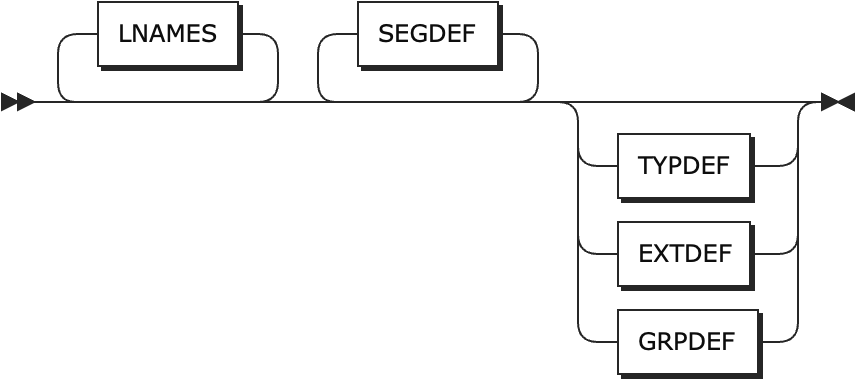 LNAMES
SEGDEF
TYPDEF
EXTDEF
GRPDEF